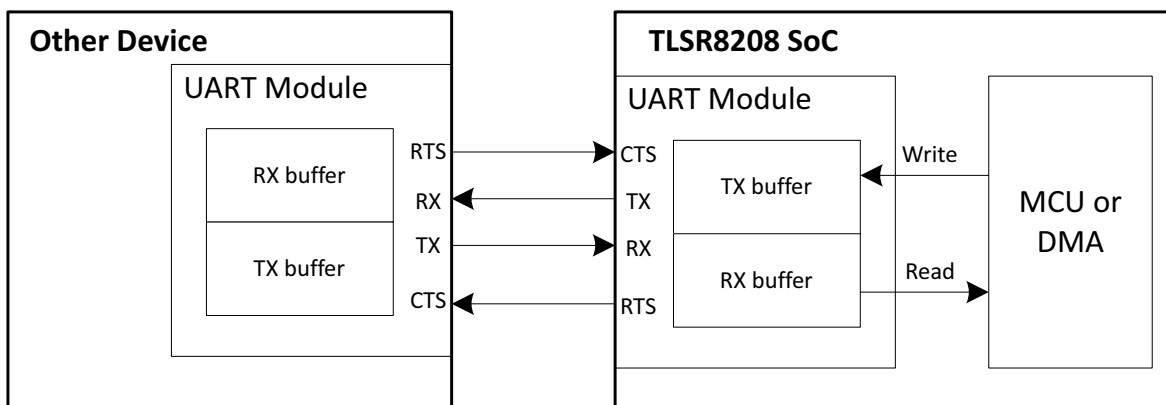 Other Device
UART Module
RX buffer
TX buffer
RTS
RX
TX
CTS
TLSR8208 SoC
UART Module
CTS
TX
RX
RTS
TX buffer
RX buffer
Write
Read
MCU or
DMA